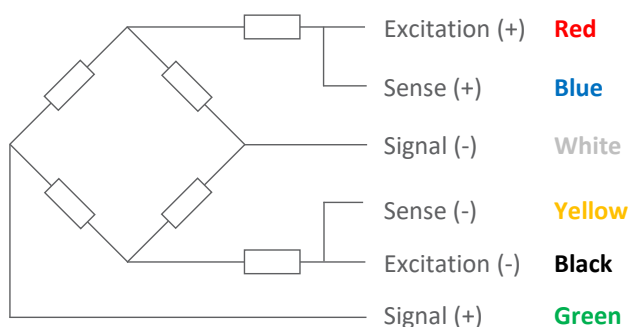 Excitation (+) Red
Sense (+) Blue
Signal (-) White
Sense (-) Yellow
Excitation (-) Black
Signal (+) Green